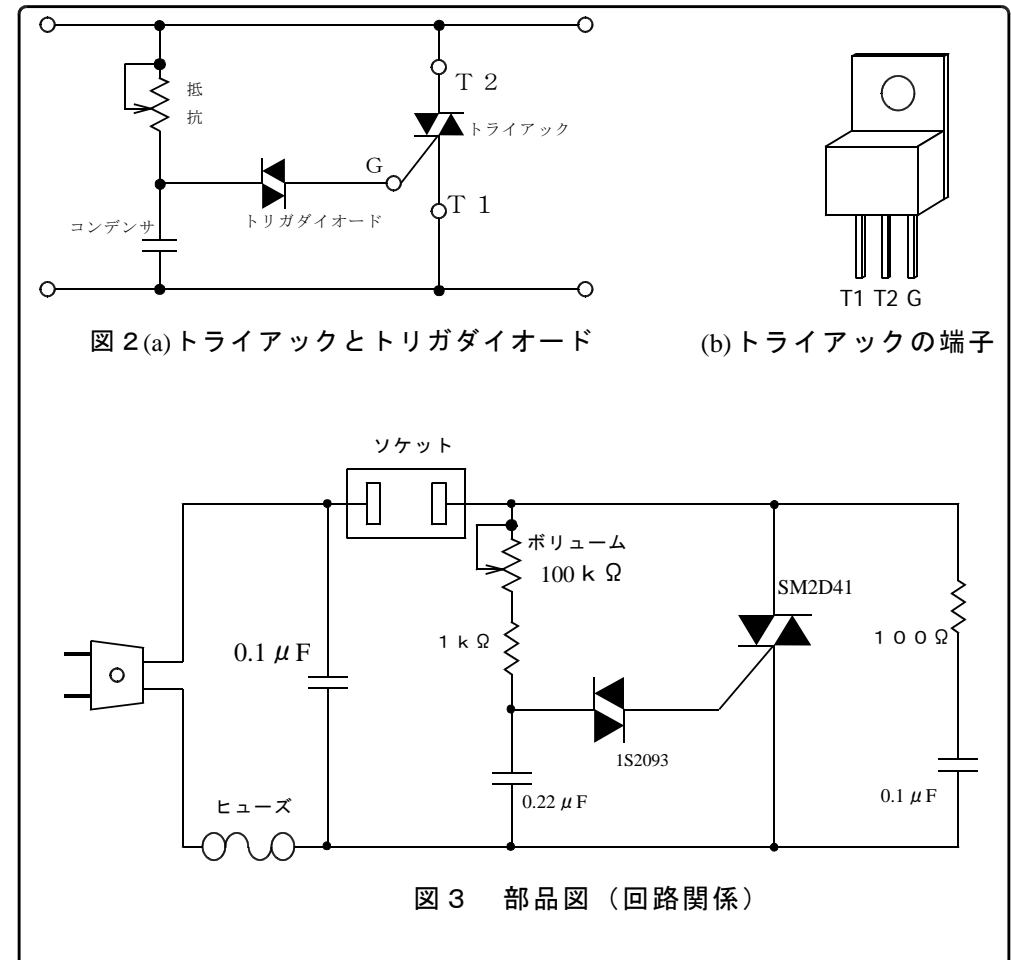 抵
抗
T 2
トライアック
G
T 1
コンデンサ
トリガダイオード
図2(a)トライアックとトリガダイオード
T1 T2 G
(b)トライアックの端子
ソケット
ボリューム
100kΩ
SM2D41
1kΩ
100Ω
0.1μF
1S2093
0.22μF
0.1μF
ヒューズ
図3 部品図(回路関係)